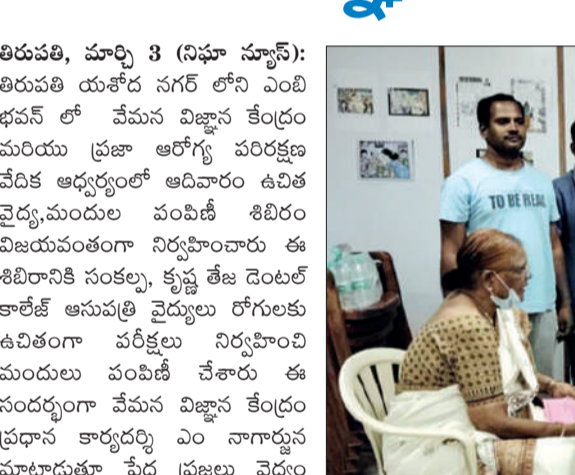 తిరుపతి, మార్చి 3 (నిఘా న్యూస్):
తిరుపతి యశోద నగర్ లోని ఎంబి
భవన్ లో వేమన విజ్ఞాన కేంద్రం
మరియు ప్రజా ఆరోగ్య పరిరక్షణ
వేదిక ఆధ్వర్యంలో ఆదివారం ఉచిత
వైద్య,మందుల పంపిణీ శిబిరం
విజయవంతంగా నిర్వహించారు ఈ
శిబిరానికి సంకల్ప, కృష్ణ తేజ డెంటల్
కాలేజ్ ఆసుపత్రి వైద్యులు రోగులకు
ఉచితంగా పరీక్షలు నిర్వహించి
మందులు పంపిణీ చేశారు ఈ
సందర్భంగా వేమన విజ్ఞాన కేంద్రం
ప్రధాన కార్యదర్శి ఎం నాగార్జున
మాట్లాడుతూ పేద ప్రజలు వైద్యం
TO BE REAL